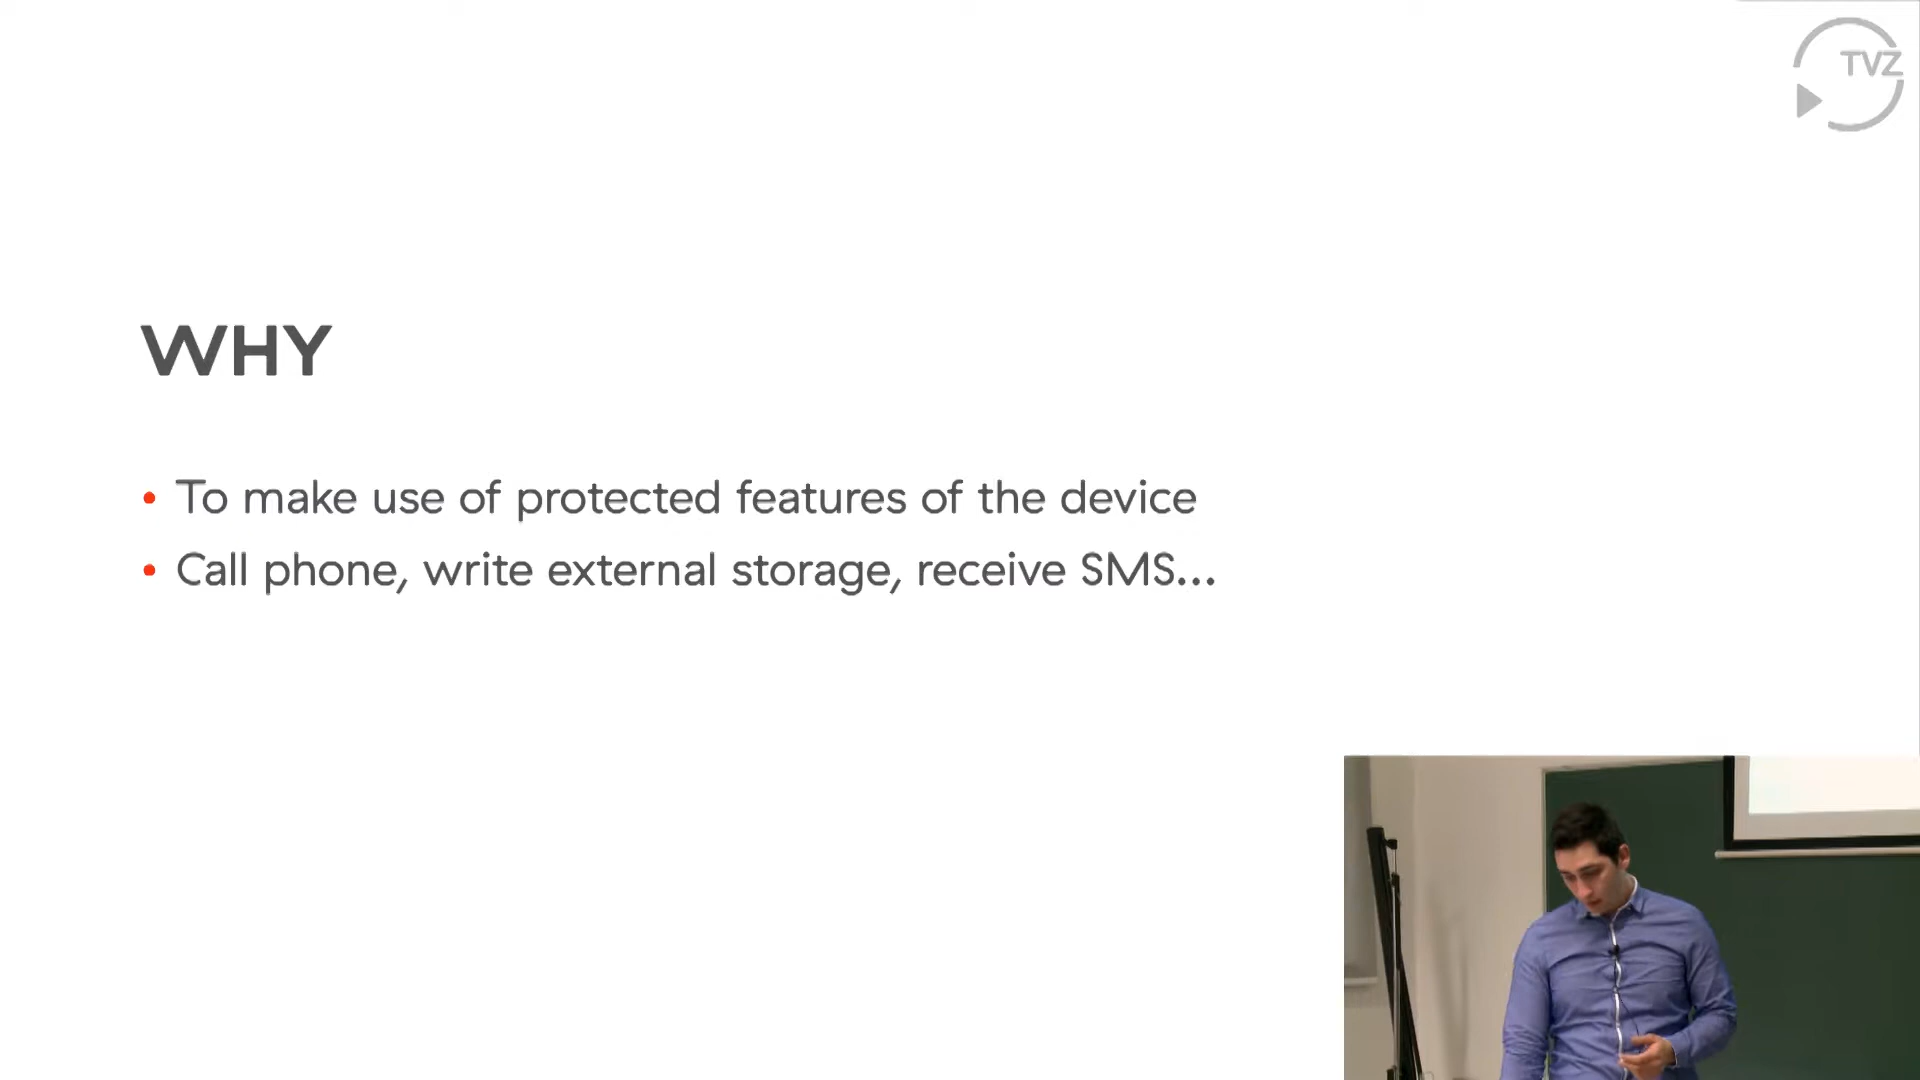 TVZ
WHY
• To make use of protected features of the device
• Call phone, write external storage, receive SMS...